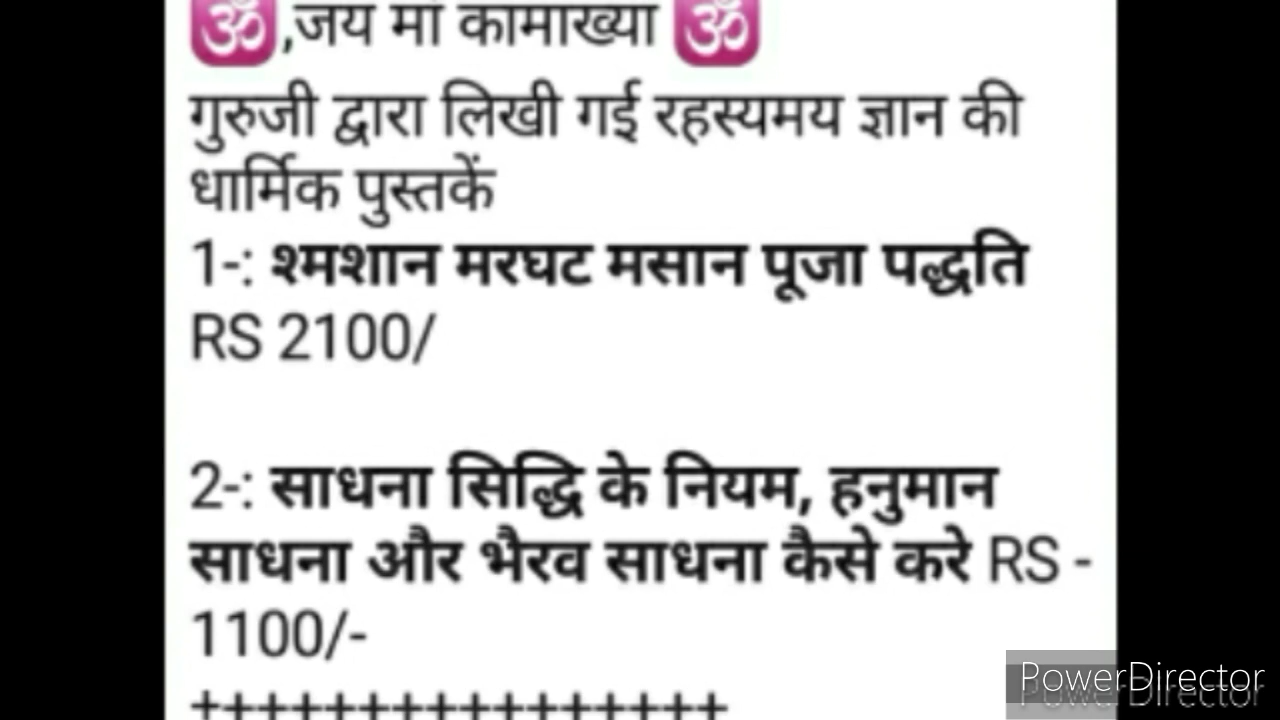 🕉,जय मां कामाख्या 🕉
गुरुजी द्वारा लिखी गई रहस्यमय ज्ञान की
धार्मिक पुस्तकें
1-: श्मशान मरघट मसान पूजा पद्धति
RS 2100/
2-: साधना सिद्धि के नियम, हनुमान
साधना और भैरव साधना कैसे करे RS -
1100/-
++++++++++++++++
PowerDirector